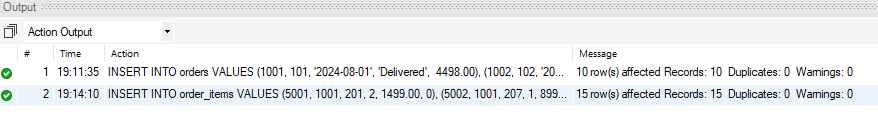 Output
Action Output
# Time Action Message
1 19:11:35 INSERT INTO orders VALUES (1001, 101, '2024-08-01', 'Delivered', 4498.00), (1002, 102, '20... 10 row(s) affected Records: 10 Duplicates: 0 Warnings: 0
2 19:14:10 INSERT INTO order_items VALUES (5001, 1001, 201, 2, 1499.00, 0), (5002, 1001, 207, 1, 899... 15 row(s) affected Records: 15 Duplicates: 0 Warnings: 0